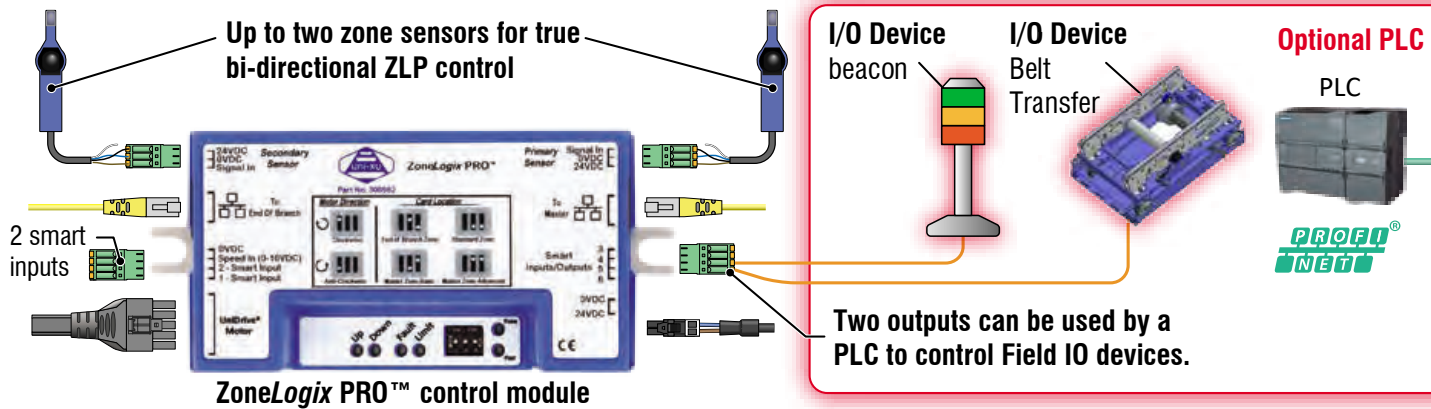 Up to two zone sensors for true
bi-directional ZLP control
I/O Device
beacon
I/O Device
Belt
Transfer
Optional PLC
PLC
PROFI®
NET
2 smart
inputs
24VDC
0VDC
Signal In
Secondary
Sensor
UNI-XU
ZoneLogix PRO™
Primary
Sensor
Signal In
0VDC
24VDC
Part No. 300982
To
End Of Branch
Motor Direction
Card Location
Clockwise
End of Branch Zone
Standard Zone
Anti-Clockwise
Master Zone Basic
Master Zone Advanced
To
Master
0VDC
Speed In (0-10VDC)
2 - Smart Input
1 - Smart Input
Smart
Inputs/Outputs
3
4
5
6
UniDrive®
Motor
0VDC
24VDC
Up
Down
Fault
Limit
CE
Two outputs can be used by a
PLC to control Field IO devices.
ZoneLogix PRO™ control module